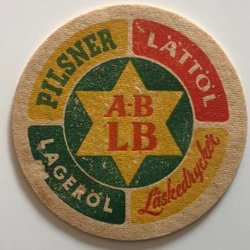 PILSNER
LÄTTÖL
A-B
LB
LAGERÖL
Läskedrycker